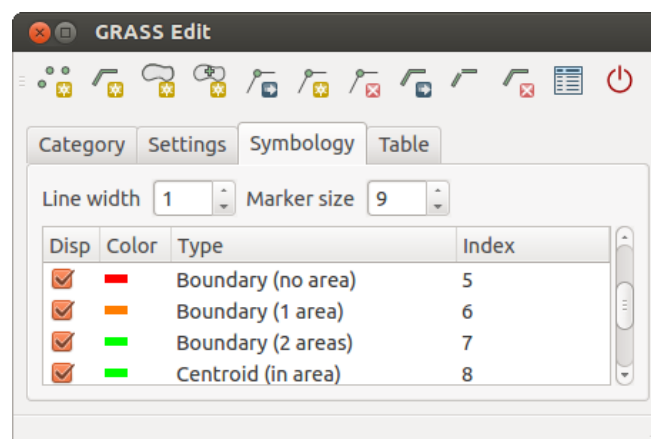 GRASS Edit
Category Settings Symbology Table
Line width 1 Marker size 9
Disp Color Type Index
Boundary (no area) 5
Boundary (1 area) 6
Boundary (2 areas) 7
Centroid (in area) 8